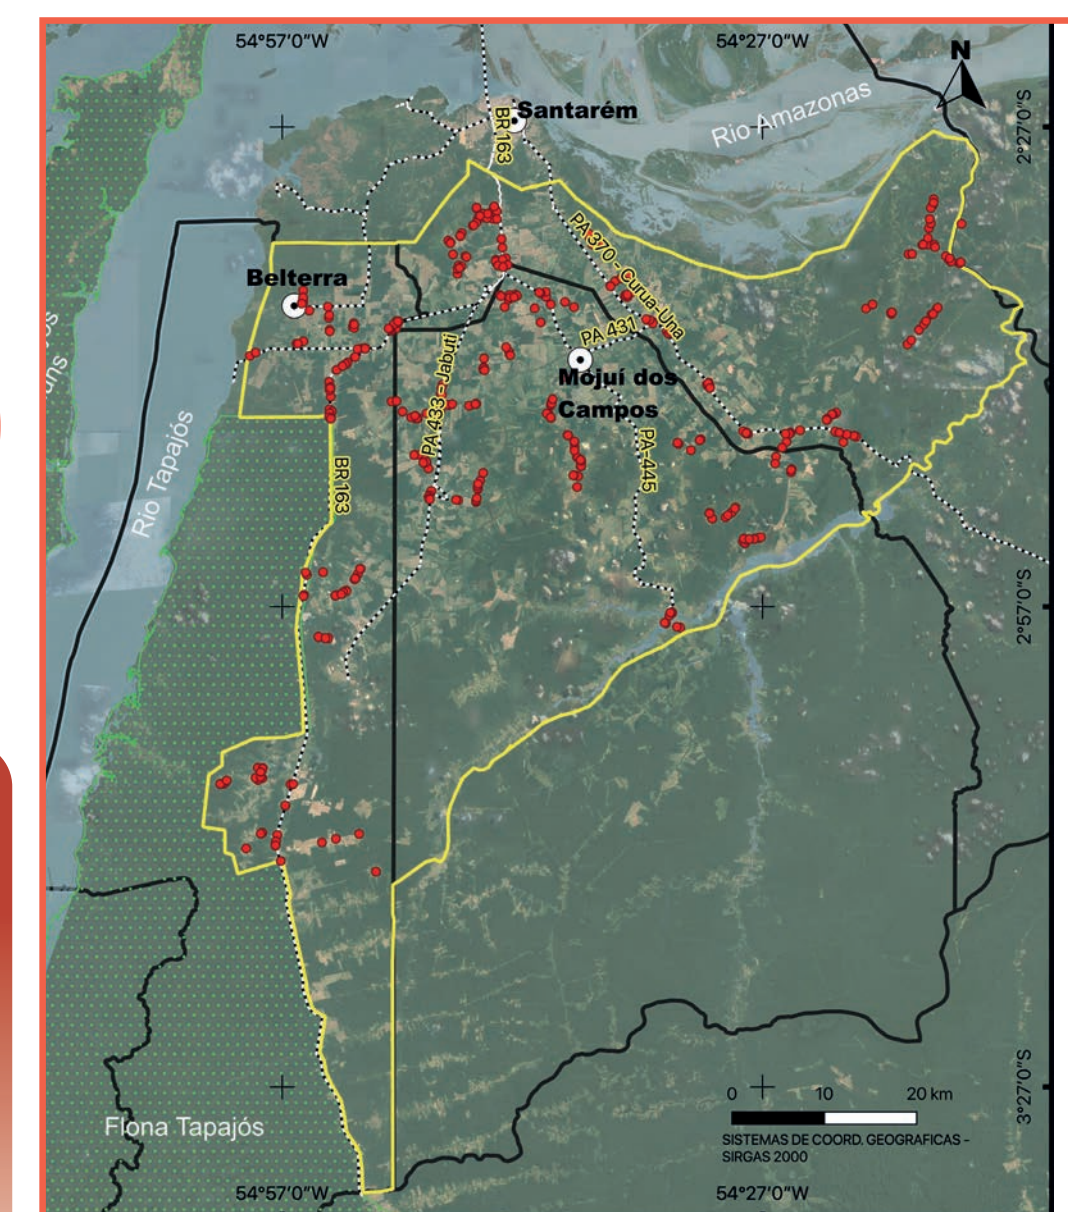 54°57'0"W
54°27'0"W
N
Santarém
BR 163
Rio Amazonas
2°27'0"S
PA 370 - Curua-Una
Belterra
PA 431
Mojuí dos
Campos
PA 433 - Jabuti
PA-445
BR 163
Rio Tapajós
uns
2°57'0"S
3°27'0"S
Flona Tapajós
0 10 20 km
SISTEMAS DE COORD. GEOGRAFICAS -
SIRGAS 2000
54°57'0"W
54°27'0"W